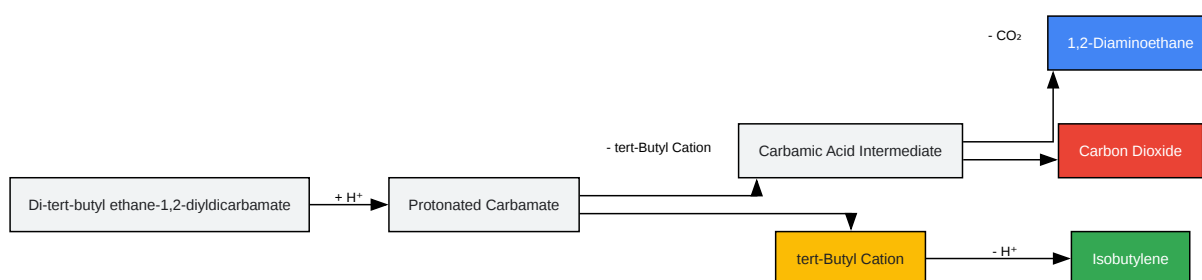 - CO₂
1,2-Diaminoethane
- tert-Butyl Cation
Carbamic Acid Intermediate
Carbon Dioxide
Di-tert-butyl ethane-1,2-diyldicarbamate
+ H⁺
Protonated Carbamate
tert-Butyl Cation
- H⁺
Isobutylene